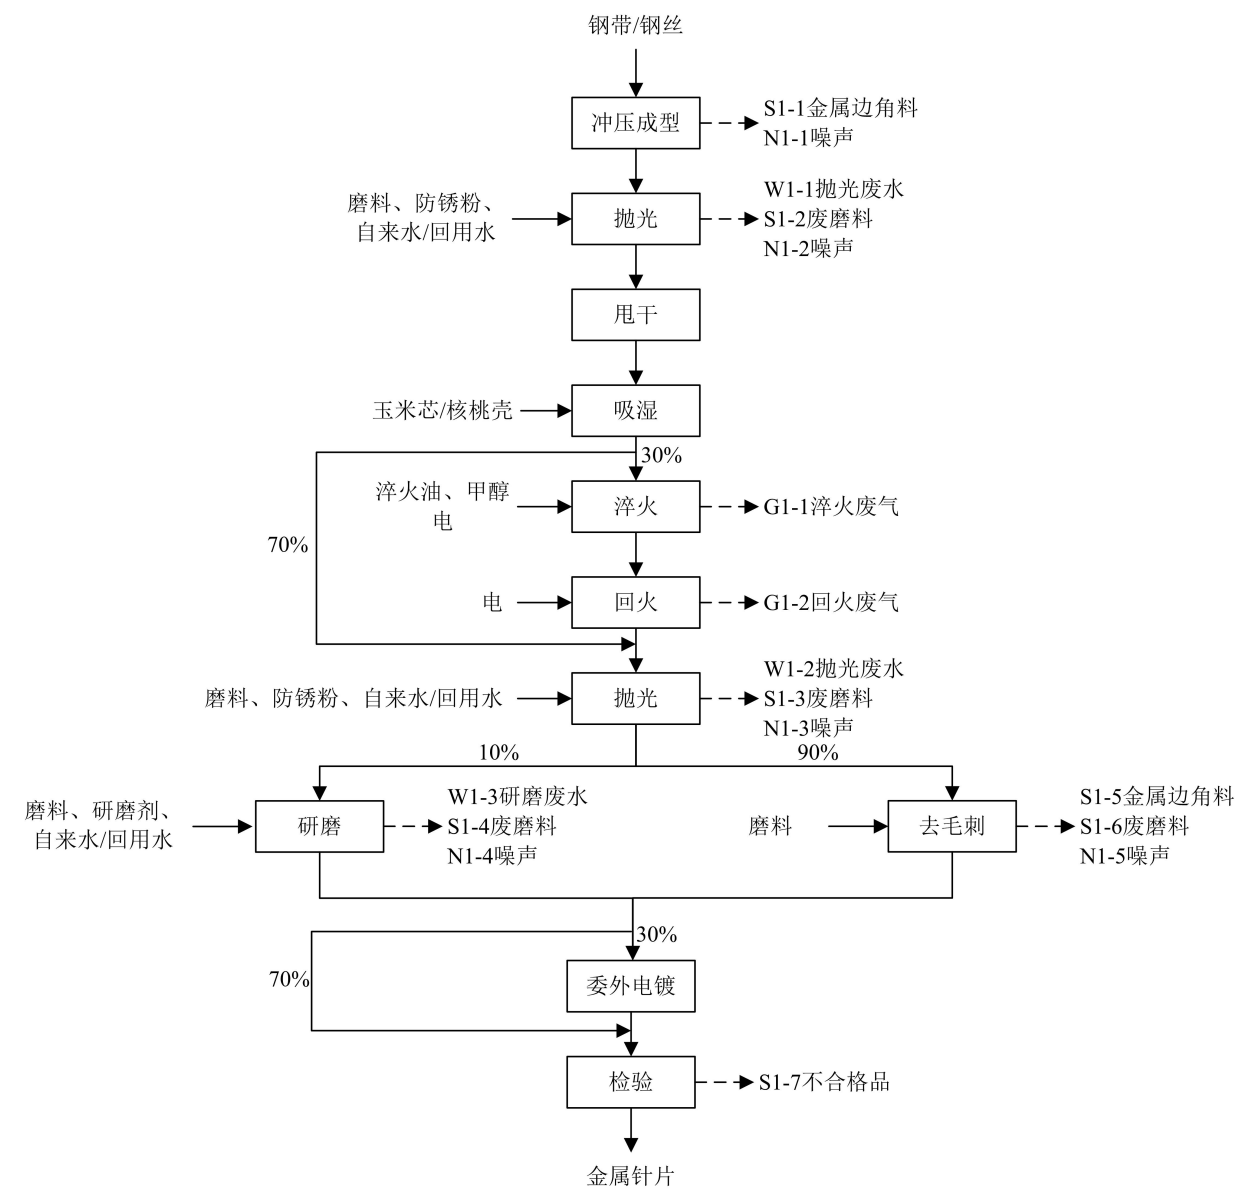 钢带/钢丝
冲压成型
S1-1金属边角料
N1-1噪声
磨料、防锈粉、
自来水/回用水
抛光
W1-1抛光废水
S1-2废磨料
N1-2噪声
甩干
玉米芯/核桃壳
吸湿
30%
70%
淬火油、甲醇
电
淬火
G1-1淬火废气
电
回火
G1-2回火废气
磨料、防锈粉、自来水/回用水
抛光
W1-2抛光废水
S1-3废磨料
N1-3噪声
10%
90%
磨料、研磨剂、
自来水/回用水
研磨
W1-3研磨废水
S1-4废磨料
N1-4噪声
磨料
去毛刺
S1-5金属边角料
S1-6废磨料
N1-5噪声
30%
70%
委外电镀
检验
S1-7不合格品
金属针片